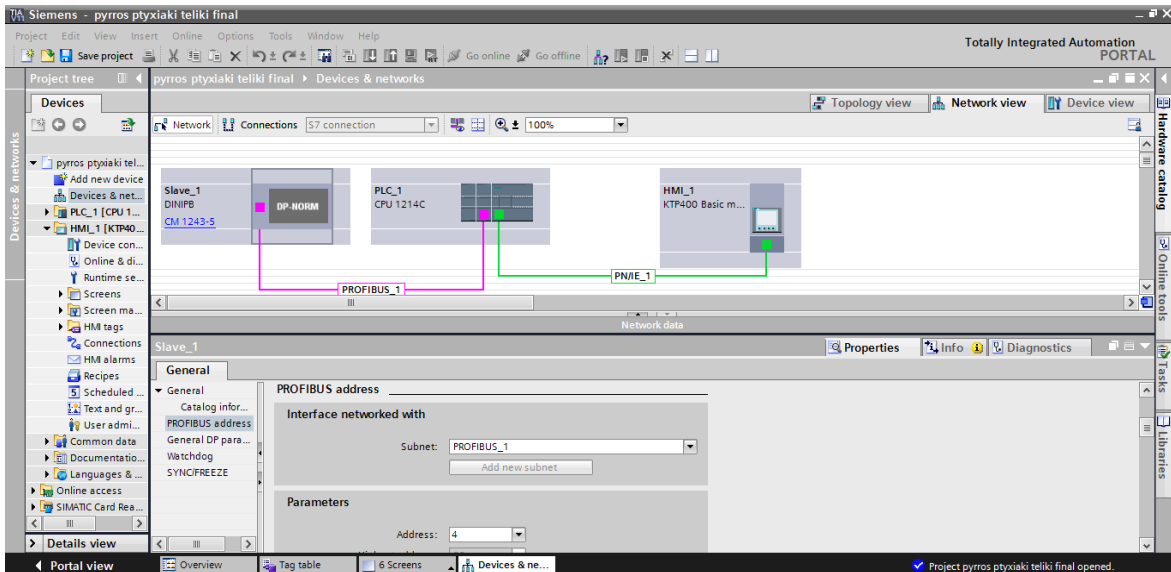 Siemens - pyrros ptyxiaki teliki final
Project Edit View Insert Online Options Tools Window Help
Totally Integrated Automation
PORTAL
Save project
Go online
Go offline
Project tree
pyrros ptyxiaki teliki final
Devices & networks
Devices
Topology view
Network view
Device view
Network
Connections
S7 connection
100%
Devices & networks
Hardware catalog
Online tools
Tasks
Libraries
pyrros ptyxiaki tel...
Add new device
Devices & net...
PLC_1 [CPU 1...
HMI_1 [KTP40...
Device con...
Online & di...
Runtime se...
Screens
Screen ma...
HMI tags
Connections
HMI alarms
Recipes
Scheduled ...
Text and gr...
User admi...
Common data
Documentatio...
Languages & ...
Online access
SIMATIC Card Rea...
Details view
Slave_1
DINIPB
CM 1243-5
DP-NORM
PLC_1
CPU 1214C
HMI_1
KTP400 Basic m...
PROFIBUS_1
PN/IE_1
Network data
Slave_1
Properties
Info
Diagnostics
General
General
Catalog infor...
PROFIBUS address
General DP para...
Watchdog
SYNC/FREEZE
PROFIBUS address
Interface networked with
Subnet: PROFIBUS_1
Add new subnet
Parameters
Address: 4
Portal view
Overview
Tag table
6 Screens
Devices & ne...
Project pyrros ptyxiaki teliki final opened.